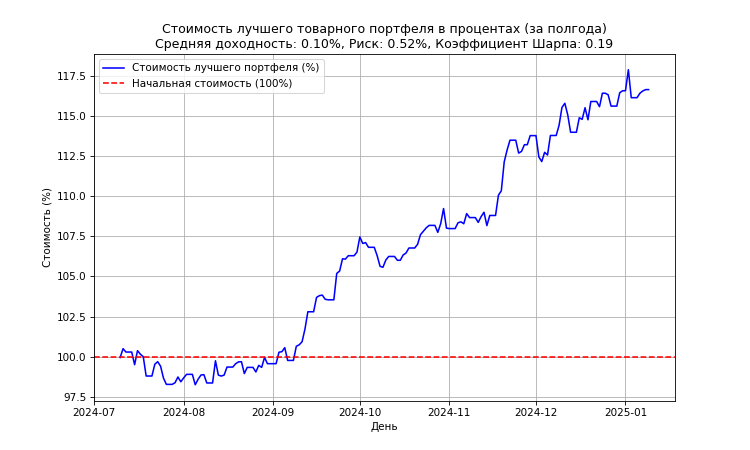 Стоимость лучшего товарного портфеля в процентах (за полгода)
Средняя доходность: 0.10%, Риск: 0.52%, Коэффициент Шарпа: 0.19
Стоимость лучшего портфеля (%)
Начальная стоимость (100%)
Стоимость (%)
117.5
115.0
112.5
110.0
107.5
105.0
102.5
100.0
97.5
2024-07
2024-08
2024-09
2024-10
2024-11
2024-12
2025-01
День